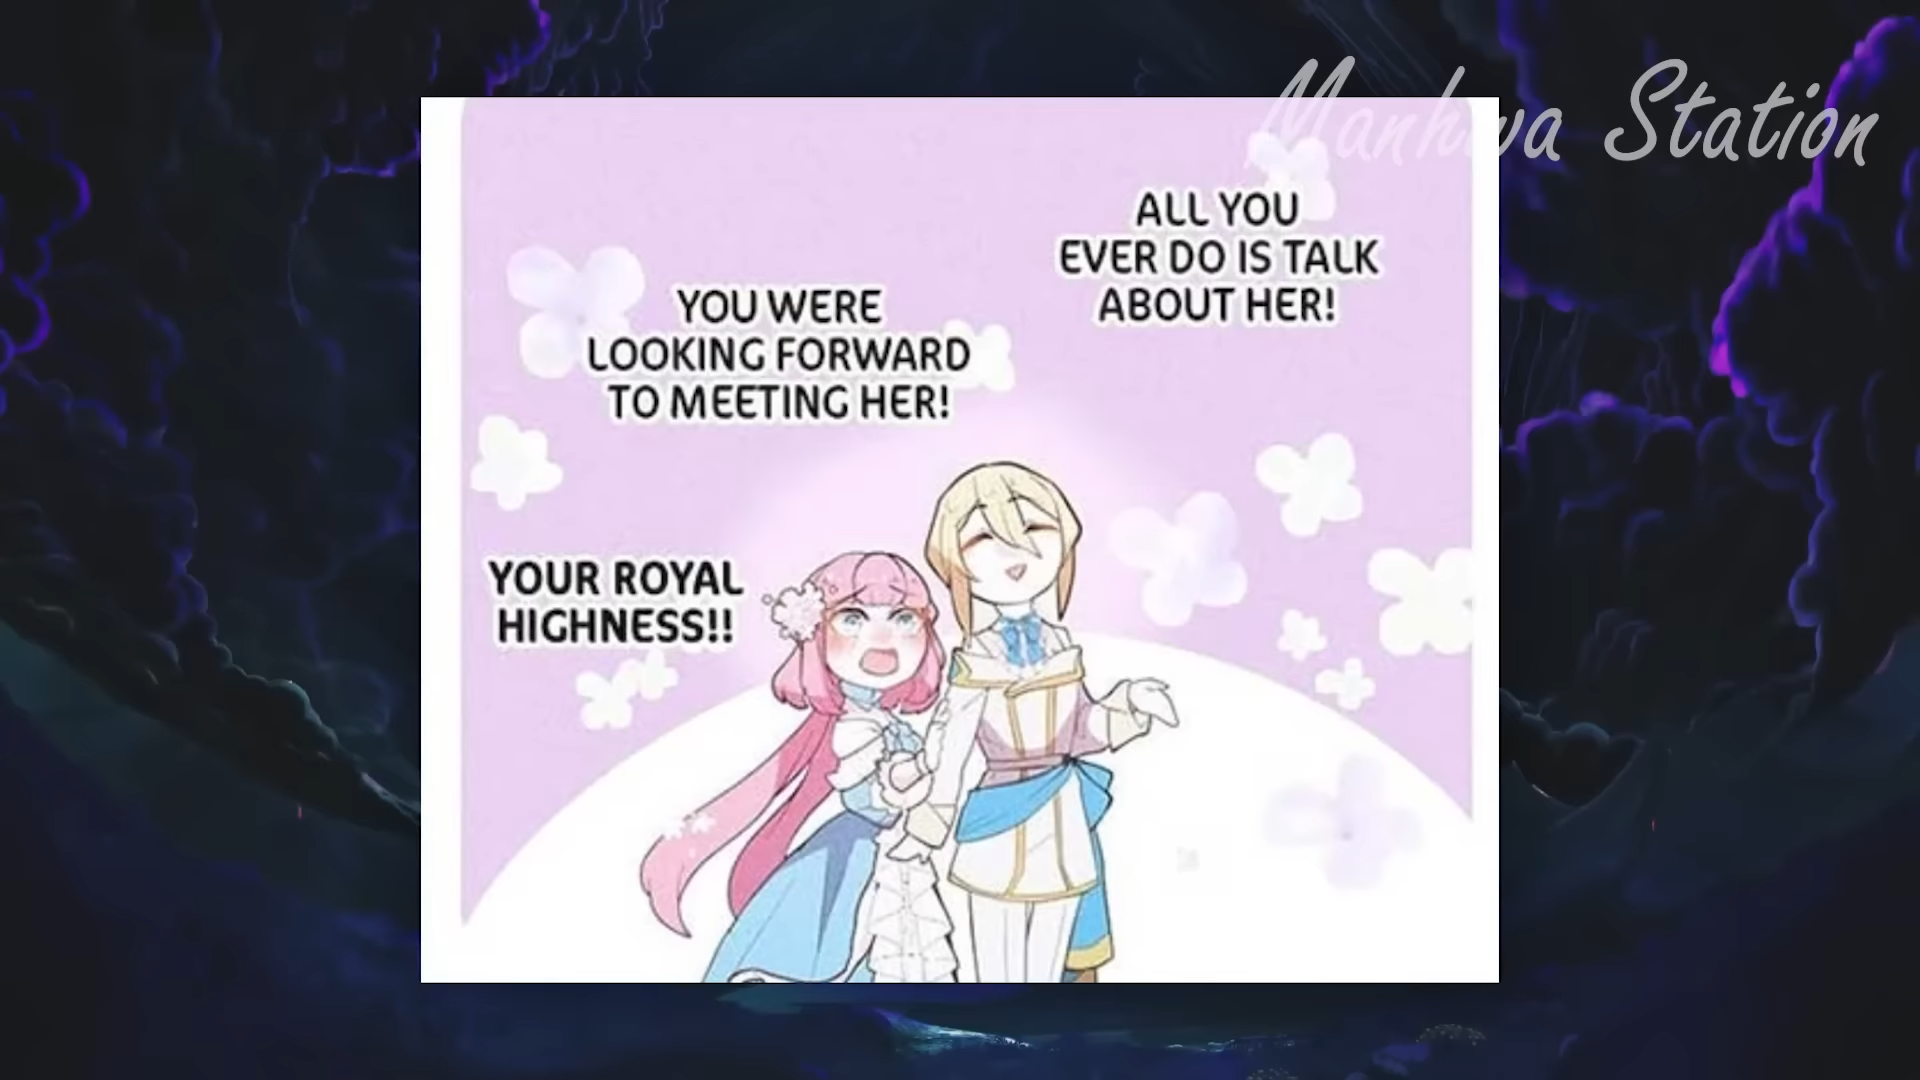 Manhwa Station
ALL YOU
EVER DO IS TALK
ABOUT HER!
YOU WERE
LOOKING FORWARD
TO MEETING HER!
YOUR ROYAL
HIGHNESS!!